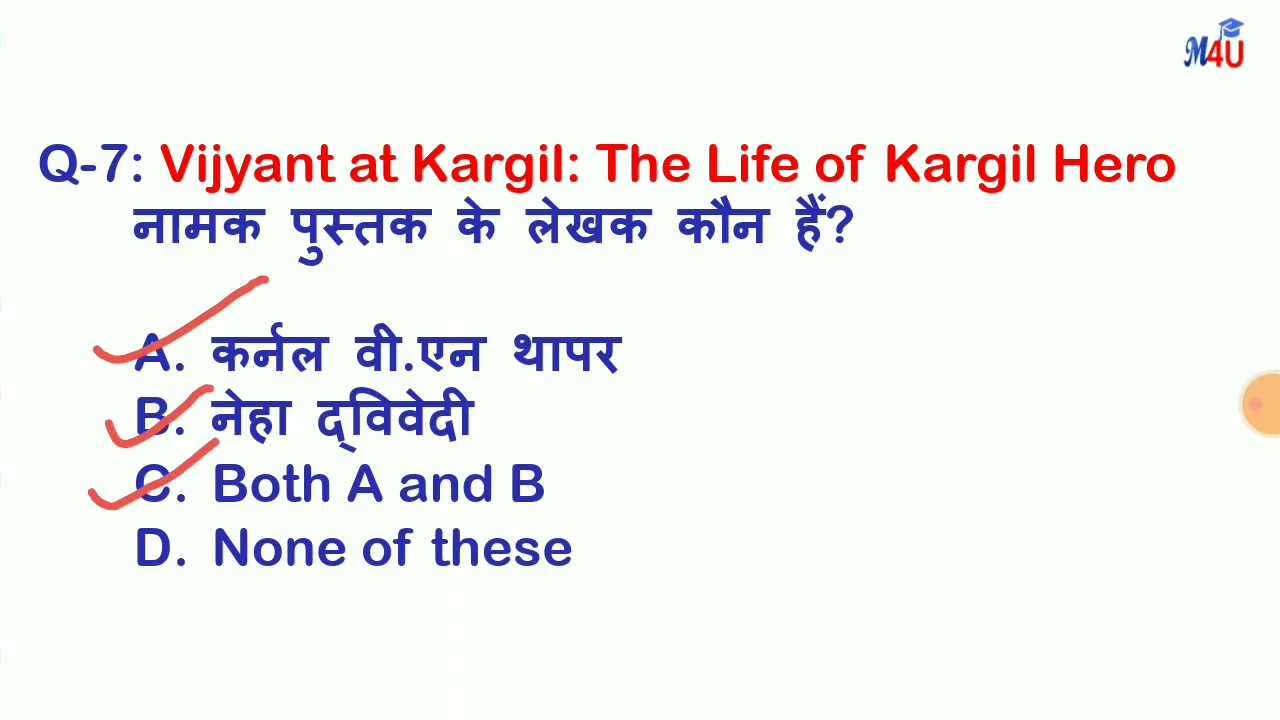 M4U
Q-7: Vijyant at Kargil: The Life of Kargil Hero
नामक पुस्तक के लेखक कौन हैं?
A. कर्नल वी.एन थापर
B. नेहा द्विवेदी
C. Both A and B
D. None of these